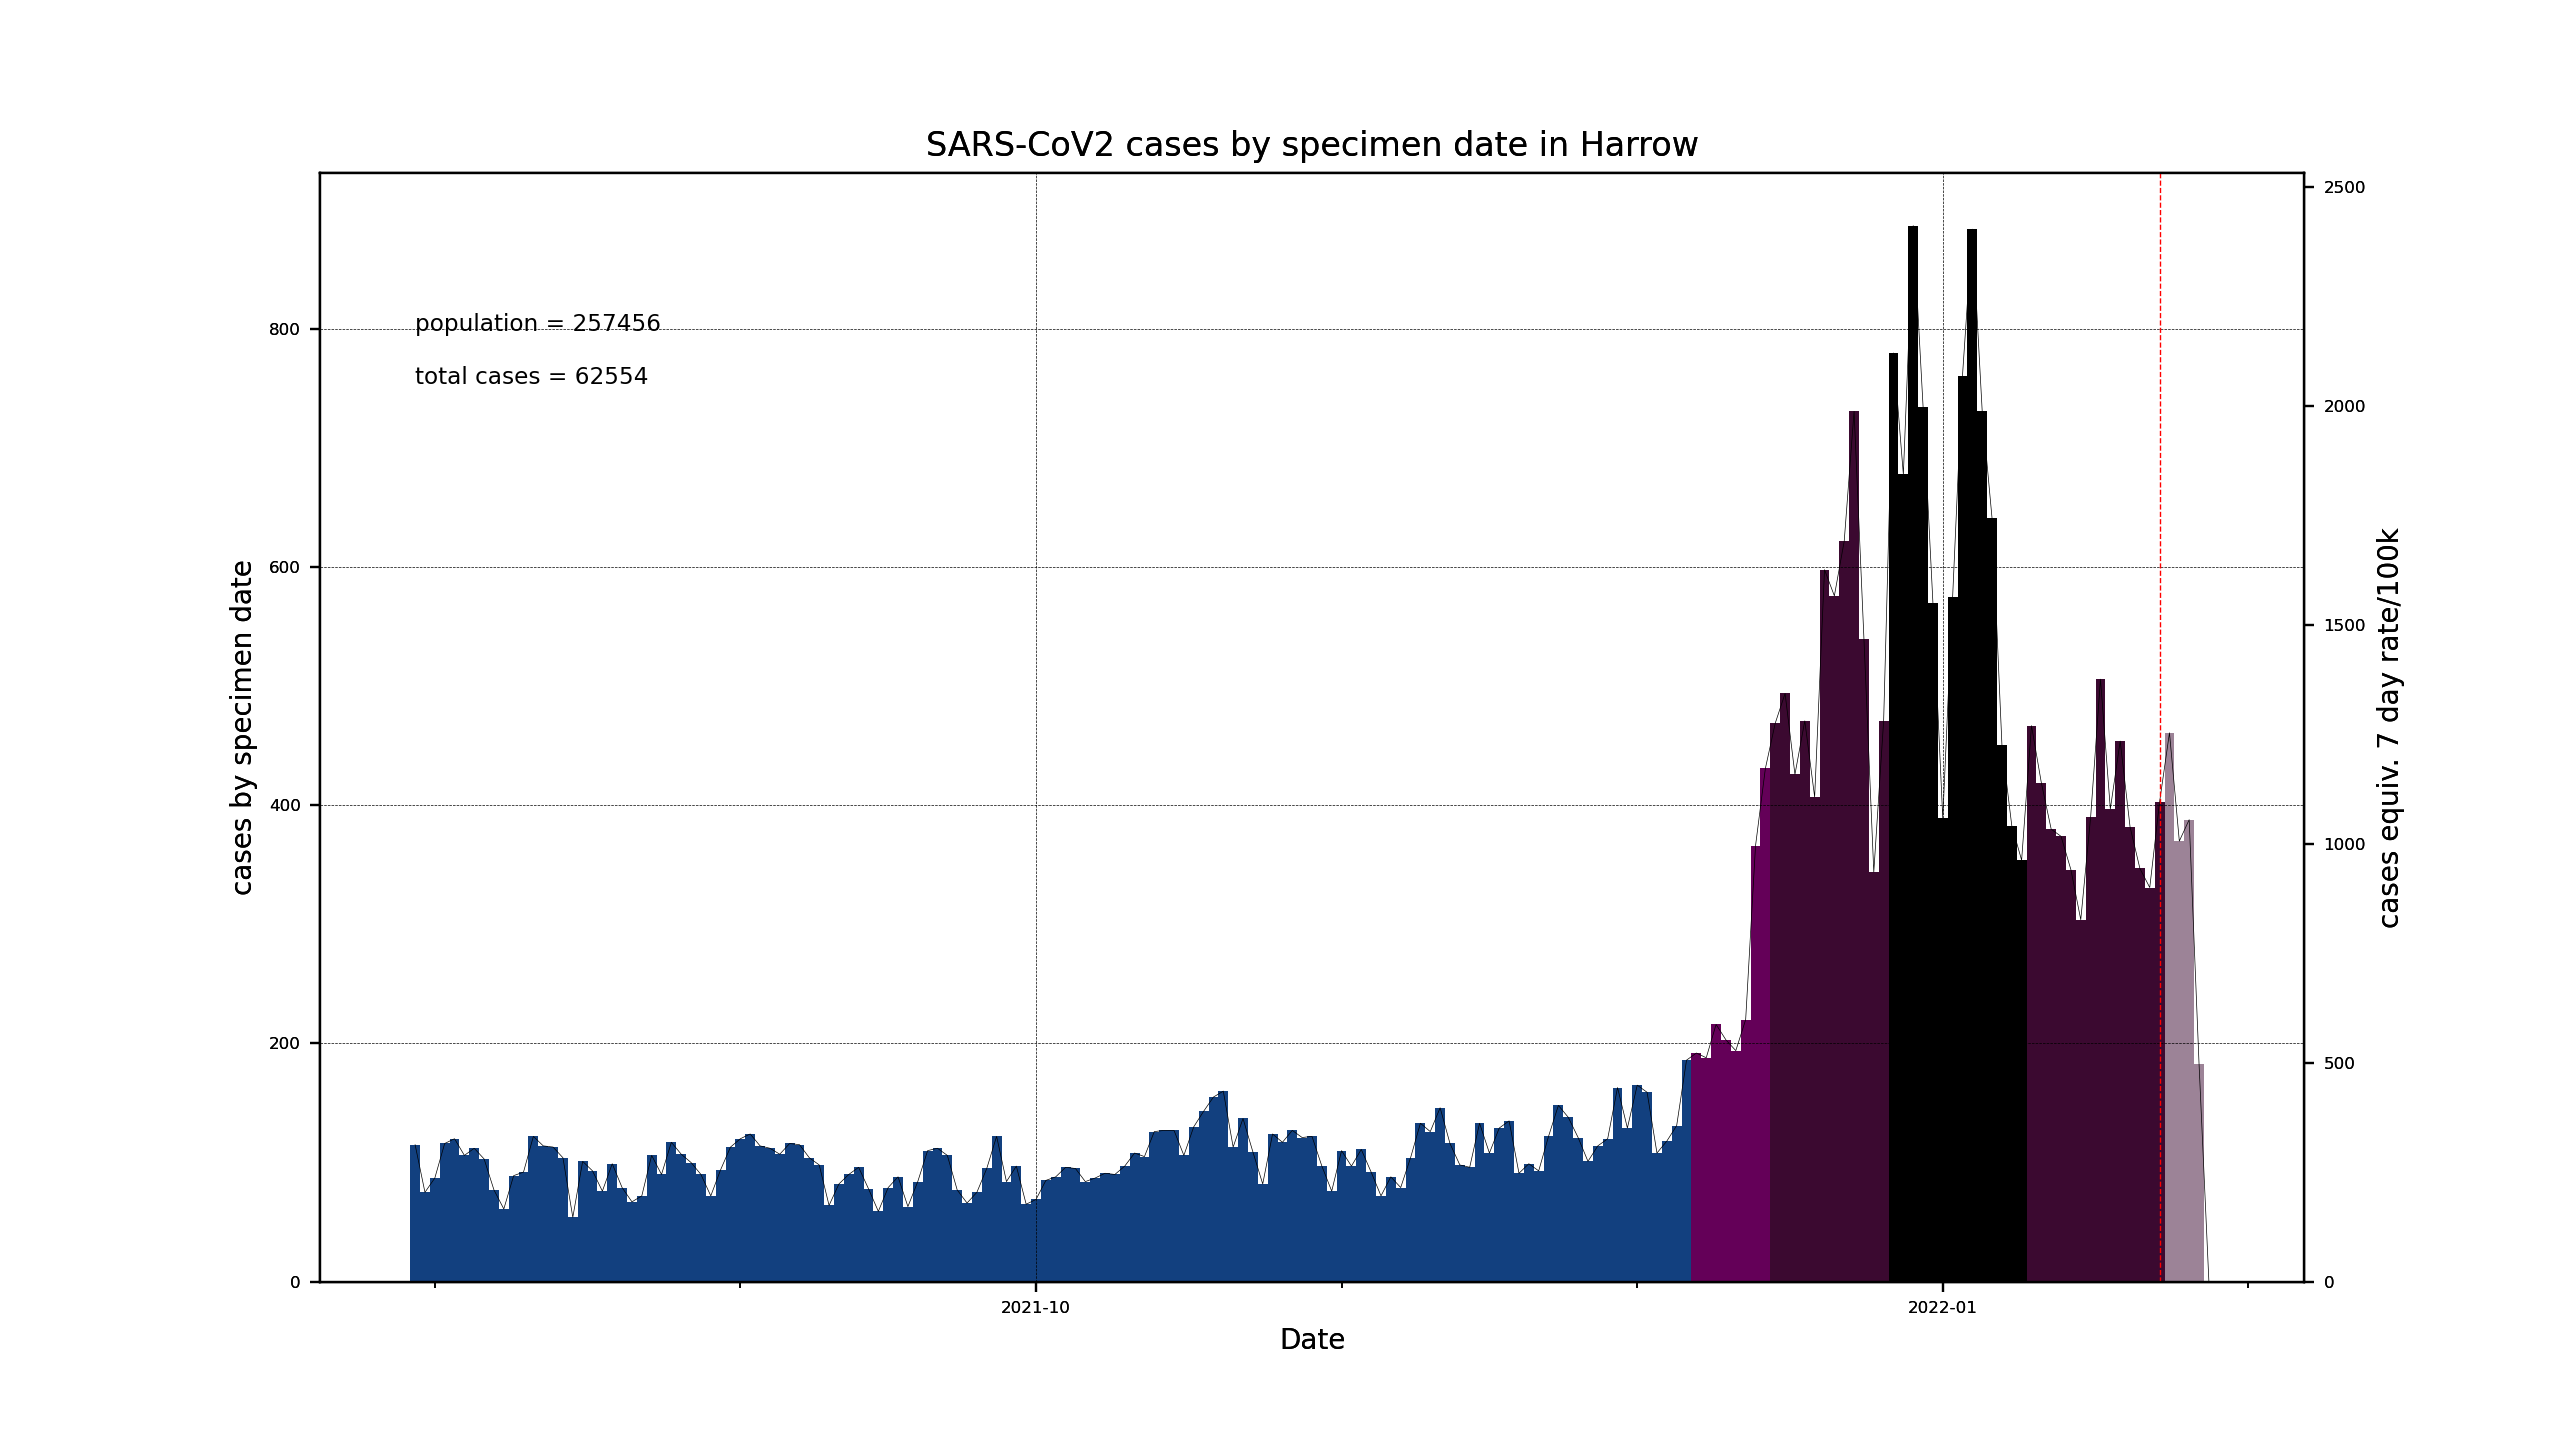 SARS-CoV2 cases by specimen date in Harrow
population = 257456
total cases = 62554
cases by specimen date
800
600
400
200
0
2500
2000
1500
1000
500
0
cases equiv. 7 day rate/100k
2021-10
2022-01
Date